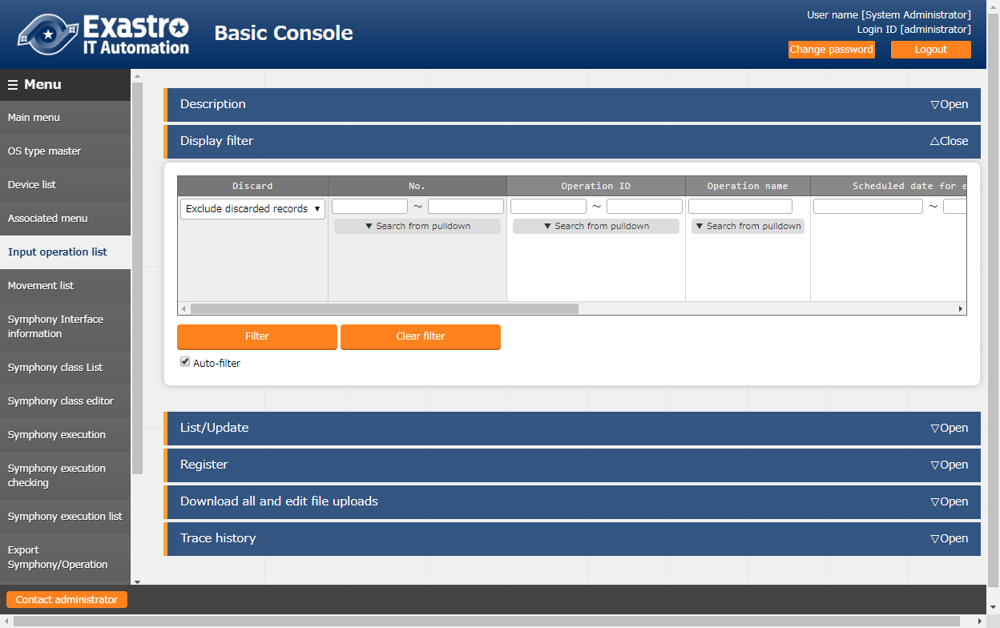 Exastro
IT Automation
Basic Console
User name [System Administrator]
Login ID [administrator]
Change password
Logout
☰ Menu
Main menu
OS type master
Device list
Associated menu
Input operation list
Movement list
Symphony Interface
information
Symphony class List
Symphony class editor
Symphony execution
Symphony execution
checking
Symphony execution list
Export
Symphony/Operation
Contact administrator
Description ▽Open
Display filter △Close
Discard No. Operation ID Operation name Scheduled date for e
Exclude discarded records ▼ ~ ~ ~
▼ Search from pulldown ▼ Search from pulldown ▼ Search from pulldown
Filter Clear filter
Auto-filter
List/Update ▽Open
Register ▽Open
Download all and edit file uploads ▽Open
Trace history ▽Open